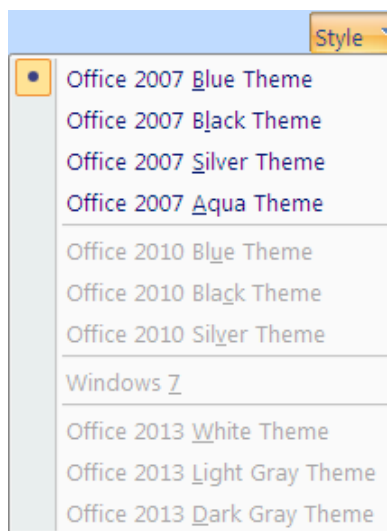 Style
Office 2007 Blue Theme
Office 2007 Black Theme
Office 2007 Silver Theme
Office 2007 Aqua Theme
Office 2010 Blue Theme
Office 2010 Black Theme
Office 2010 Silver Theme
Windows 7
Office 2013 White Theme
Office 2013 Light Gray Theme
Office 2013 Dark Gray Theme